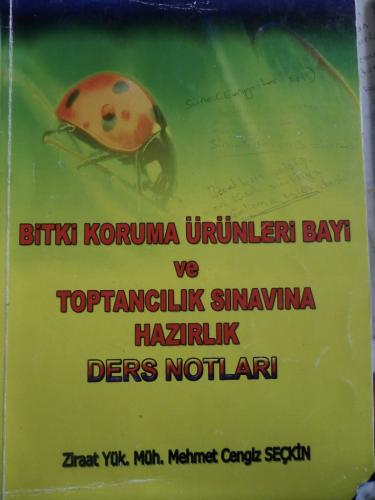 BİTKİ KORUMA ÜRÜNLERİ BAYİ
ve
TOPTANCILIK SINAVINA
HAZIRLIK
DERS NOTLARI
Ziraat Yük. Müh. Mehmet Cengiz SEÇKİN